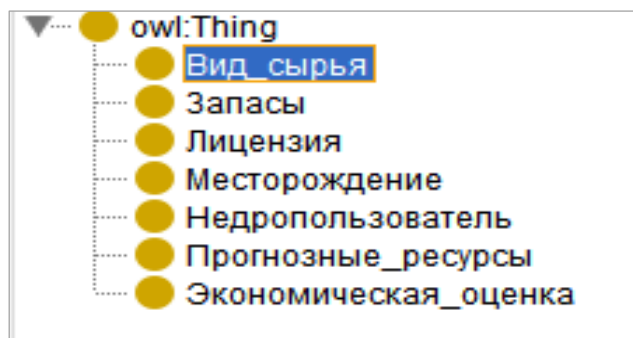 owl:Thing
Вид_сырья
Запасы
Лицензия
Месторождение
Недропользователь
Прогнозные_ресурсы
Экономическая_оценка